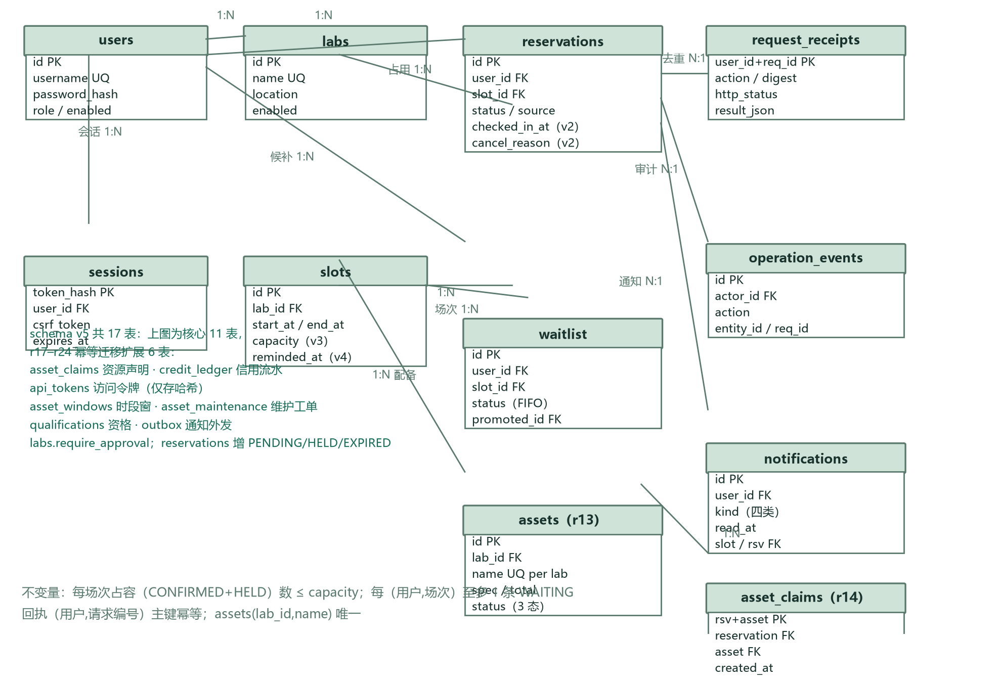 1:N
1:N
users
id PK
username UQ
password_hash
role / enabled
会话 1:N
labs
id PK
name UQ
location
enabled
占用 1:N
候补 1:N
reservations
id PK
user_id FK
slot_id FK
status / source
checked_in_at（v2）
cancel_reason（v2）
去重 N:1
审计 N:1
request_receipts
user_id+req_id PK
action / digest
http_status
result_json
sessions
token_hash PK
user_id FK
csrf_token
expires_at
slots
id PK
lab_id FK
start_at / end_at
capacity（v3）
reminded_at（v4）
1:N
场次 1:N
1:N 配备
通知 N:1
operation_events
id PK
actor_id FK
action
entity_id / req_id
schema v5 共 17 表：上图为核心 11 表，
r17–r24 幂等迁移扩展 6 表：
asset_claims 资源声明 · credit_ledger 信用流水
api_tokens 访问令牌（仅存哈希）
asset_windows 时段窗 · asset_maintenance 维护工单
qualifications 资格 · outbox 通知外发
labs.require_approval；reservations 增 PENDING/HELD/EXPIRED
waitlist
id PK
user_id FK
slot_id FK
status（FIFO）
promoted_id FK
notifications
id PK
user_id FK
kind（四类）
read_at
1:N
slot / rsv FK
assets（r13）
id PK
lab_id FK
name UQ per lab
spec / total
status（3 态）
不变量：每场次占容（CONFIRMED+HELD）数 ≤ capacity；每（用户,场次）至多 1 条 WAITING
回执（用户,请求编号）主键幂等；assets(lab_id,name) 唯一
asset_claims（r14）
rsv+asset PK
reservation FK
asset FK
created_at